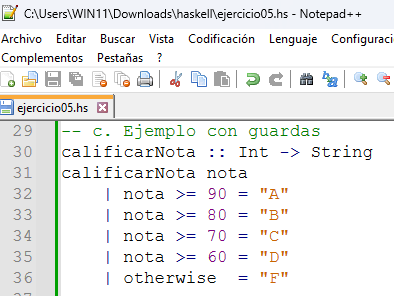 C:\Users\WIN11\Downloads\haskell\ejercicio05.hs - Notepad++
Archivo Editar Buscar Vista Codificación Lenguaje Configuraci
Complementos Pestañas ?
ejercicio05.hs
29 -- c. Ejemplo con guardas
30 calificarNota :: Int -> String
31 calificarNota nota
32     | nota >= 90 = "A"
33     | nota >= 80 = "B"
34     | nota >= 70 = "C"
35     | nota >= 60 = "D"
36     | otherwise  = "F"